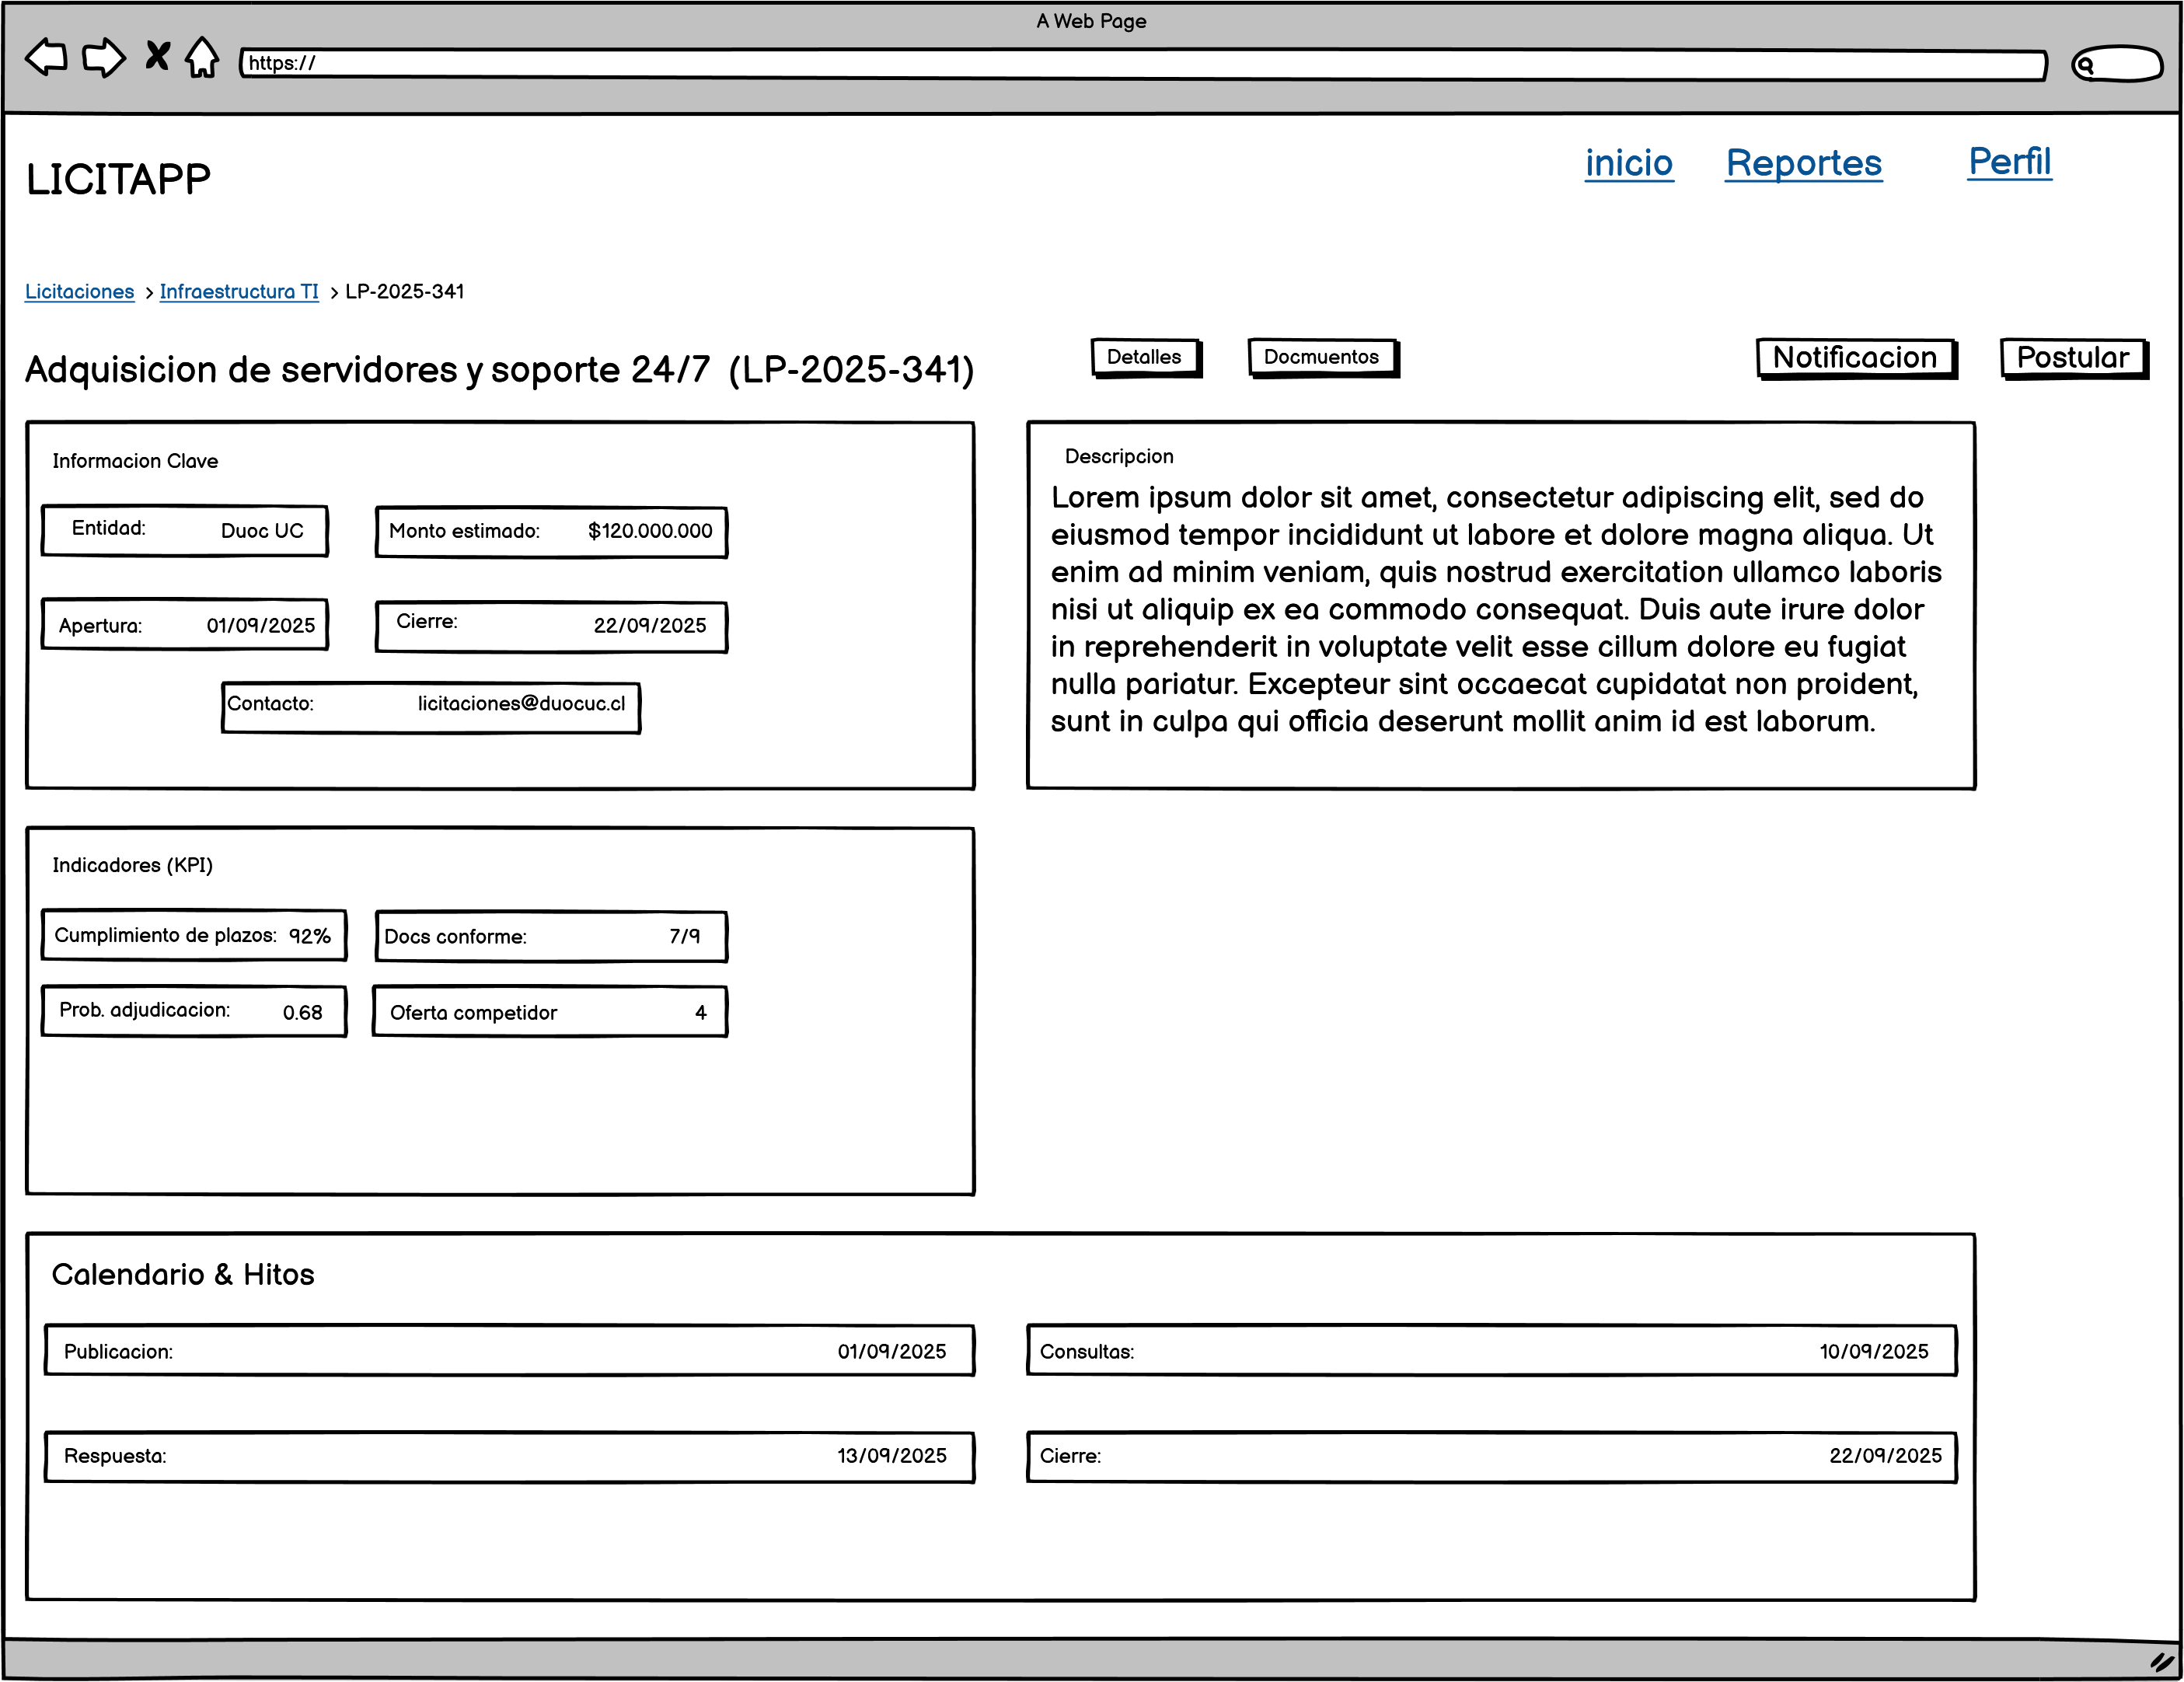 A Web Page
https://
LICITAPP
inicio Reportes Perfil
Licitaciones > Infraestructura TI > LP-2025-341
Adquisicion de servidores y soporte 24/7 (LP-2025-341)
Detalles
Docmuentos
Notificacion
Postular
Informacion Clave
Entidad: Duoc UC
Monto estimado: $120.000.000
Apertura: 01/09/2025
Cierre: 22/09/2025
Contacto: licitaciones@duocuc.cl
Descripcion
Lorem ipsum dolor sit amet, consectetur adipiscing elit, sed do
eiusmod tempor incididunt ut labore et dolore magna aliqua. Ut
enim ad minim veniam, quis nostrud exercitation ullamco laboris
nisi ut aliquip ex ea commodo consequat. Duis aute irure dolor
in reprehenderit in voluptate velit esse cillum dolore eu fugiat
nulla pariatur. Excepteur sint occaecat cupidatat non proident,
sunt in culpa qui officia deserunt mollit anim id est laborum.
Indicadores (KPI)
Cumplimiento de plazos: 92%
Docs conforme: 7/9
Prob. adjudicacion: 0.68
Oferta competidor 4
Calendario & Hitos
Publicacion: 01/09/2025
Consultas: 10/09/2025
Respuesta: 13/09/2025
Cierre: 22/09/2025